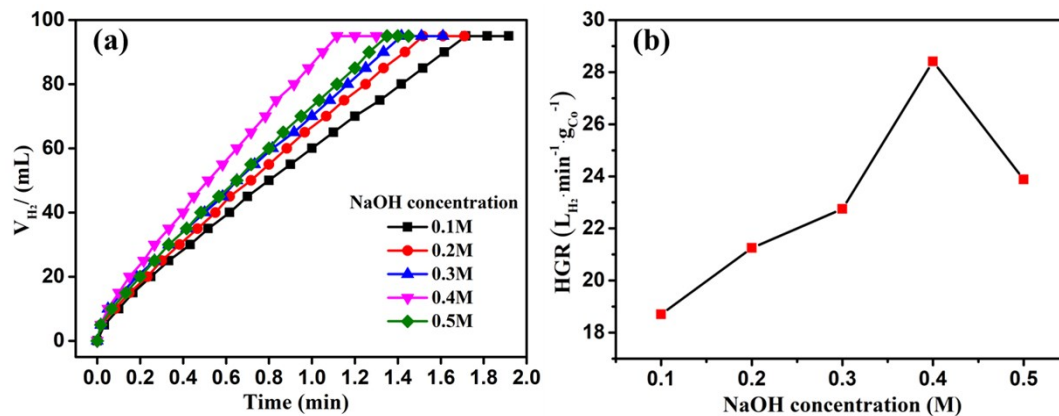 (a)
100
80
60
40
20
0
V_H₂/ (mL)
0.0 0.2 0.4 0.6 0.8 1.0 1.2 1.4 1.6 1.8 2.0
Time (min)
NaOH concentration
0.1M
0.2M
0.3M
0.4M
0.5M
(b)
30
28
26
24
22
20
18
HGR (L_H₂·min⁻¹·g_Co⁻¹)
0.1 0.2 0.3 0.4 0.5
NaOH concentration (M)